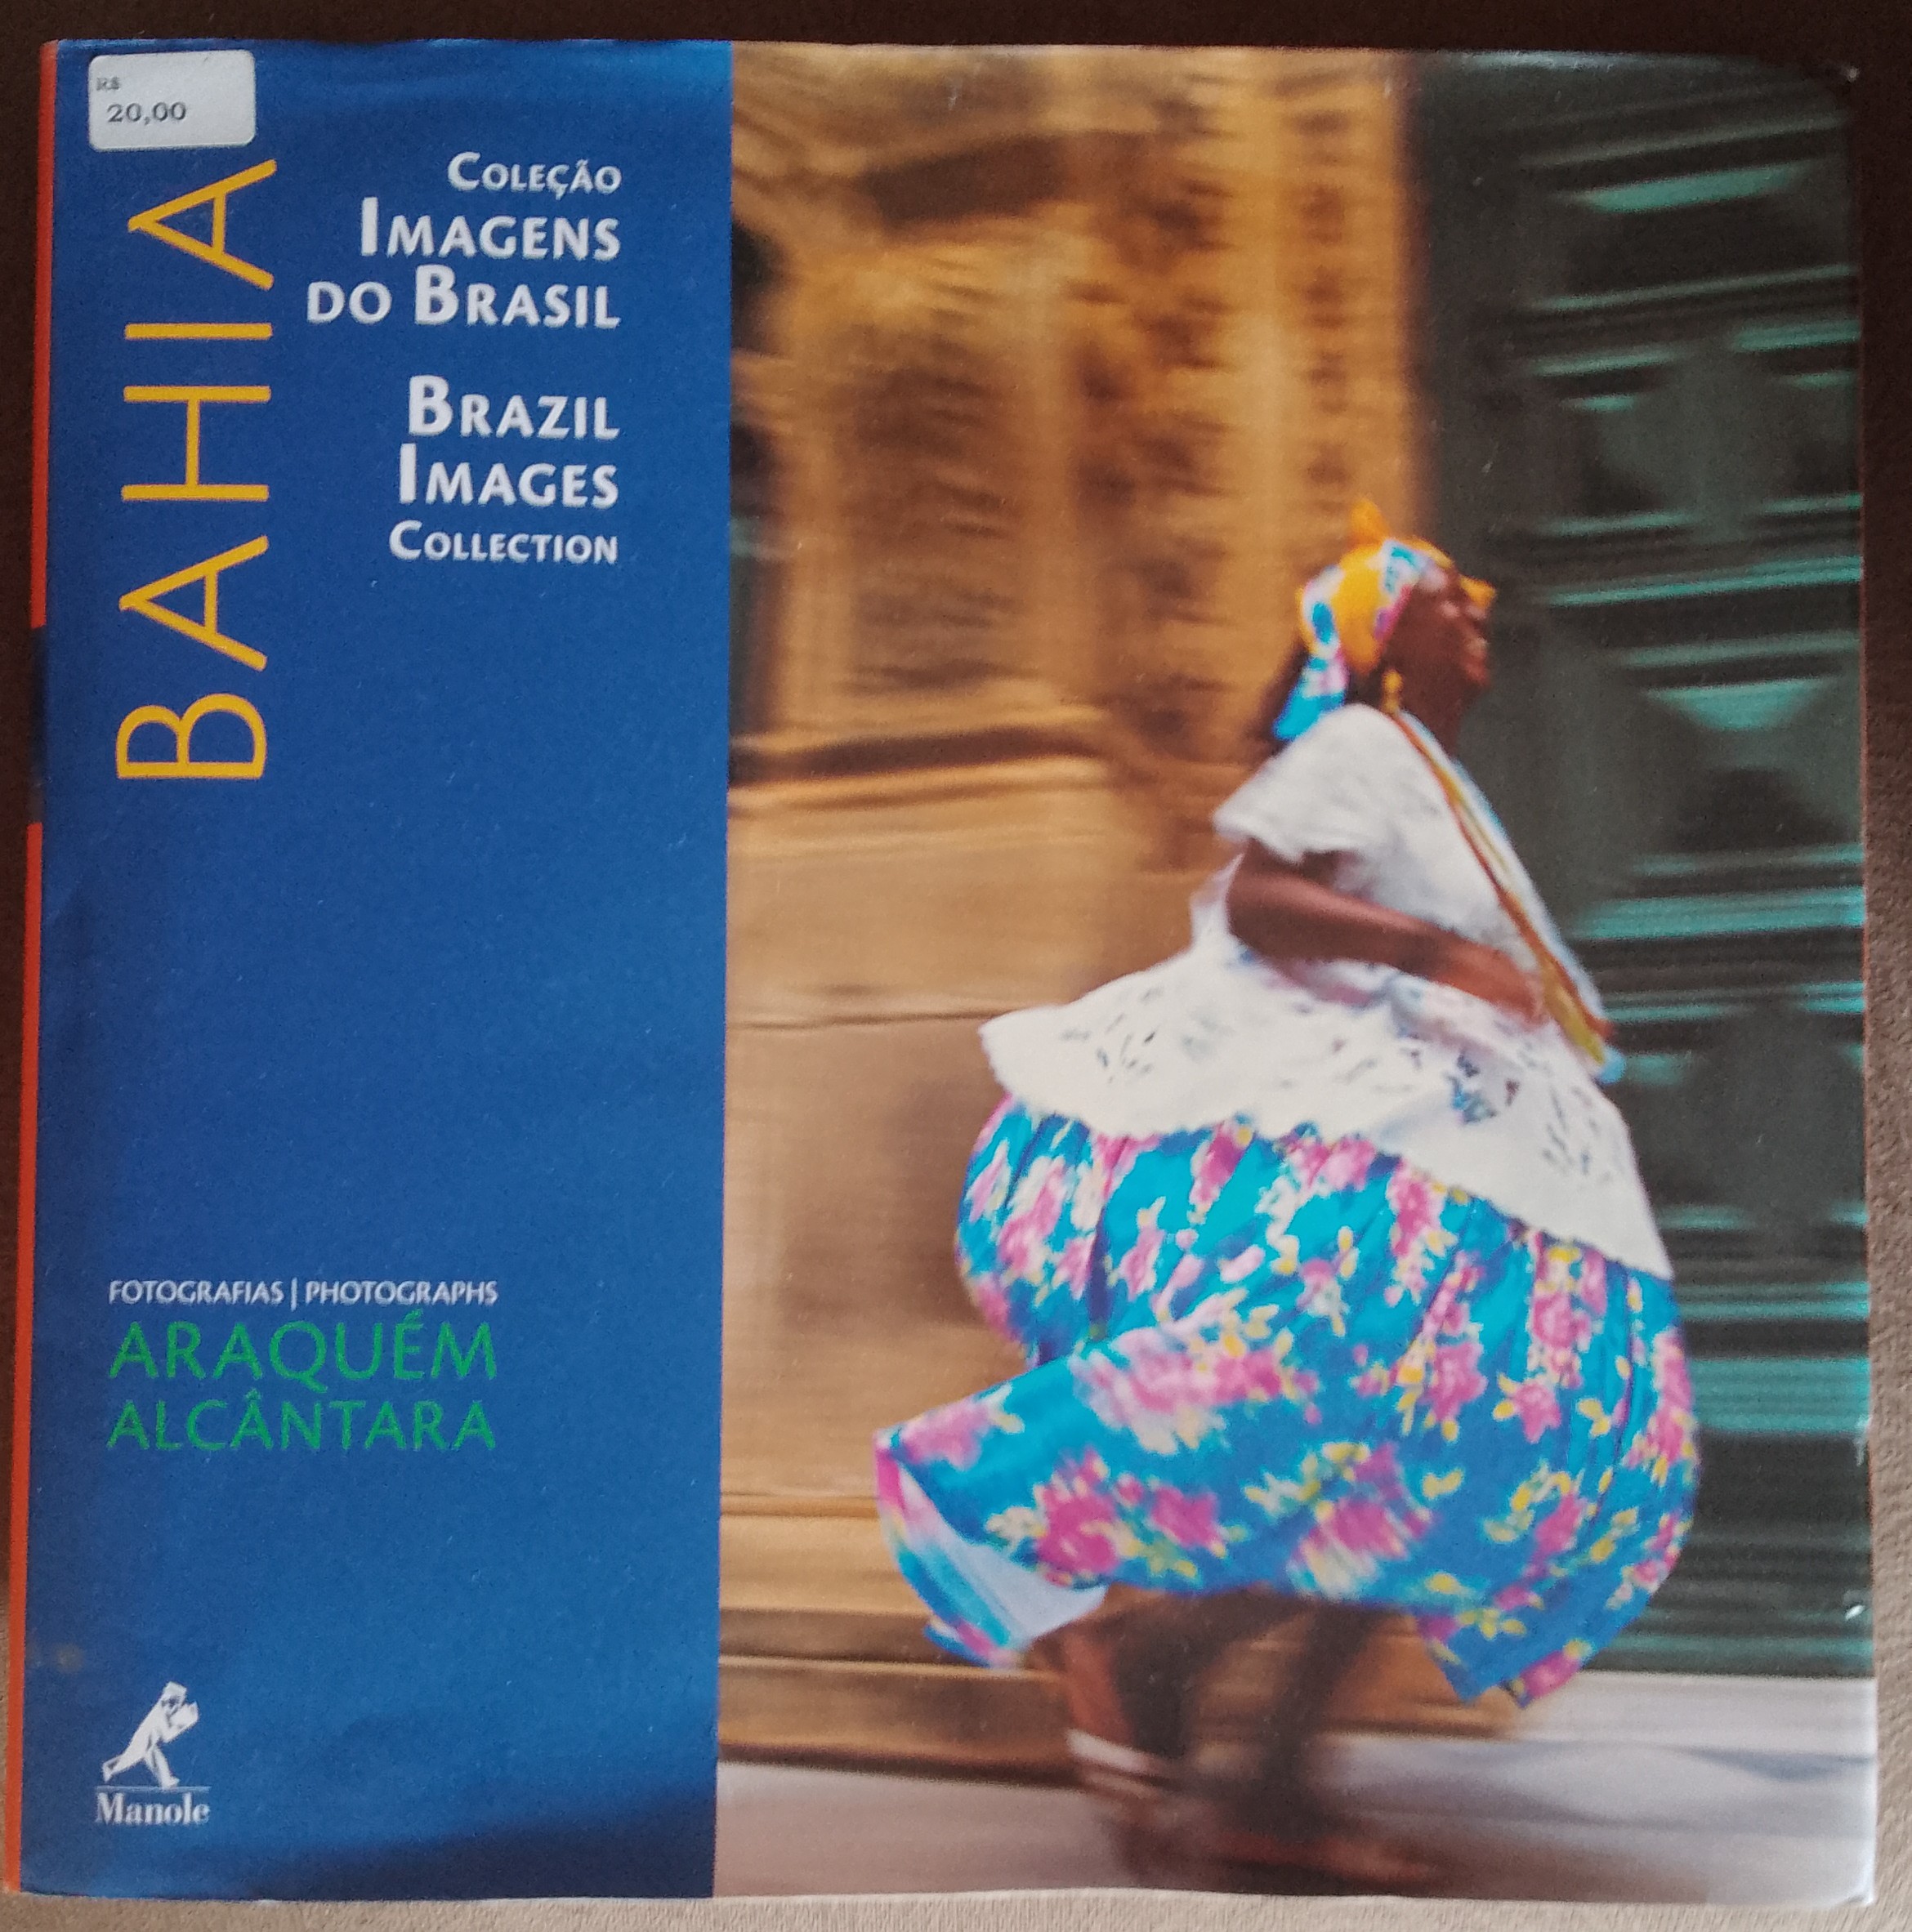 R$
20,00
BAHIA
COLEÇÃO
IMAGENS
DO BRASIL
BRAZIL
IMAGES
COLLECTION
FOTOGRAFIAS | PHOTOGRAPHS
ARAQUÉM
ALCÂNTARA
Manole